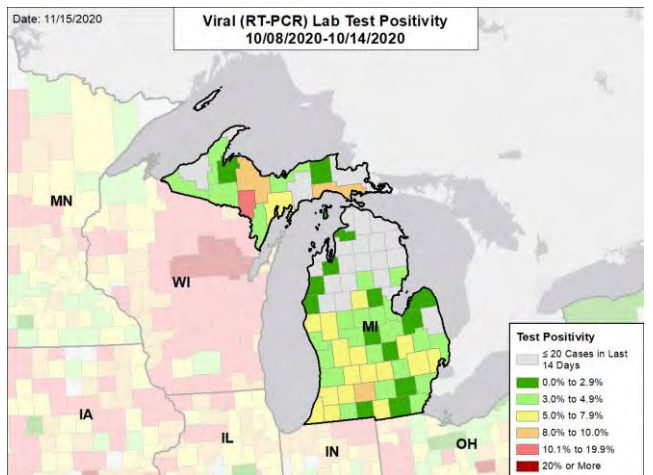 Date: 11/15/2020
Viral (RT-PCR) Lab Test Positivity
10/08/2020-10/14/2020
MN
WI
MI
IA
IL
IN
OH
Test Positivity
≤ 20 Cases in Last
14 Days
0.0% to 2.9%
3.0% to 4.9%
5.0% to 7.9%
8.0% to 10.0%
10.1% to 19.9%
20% or More